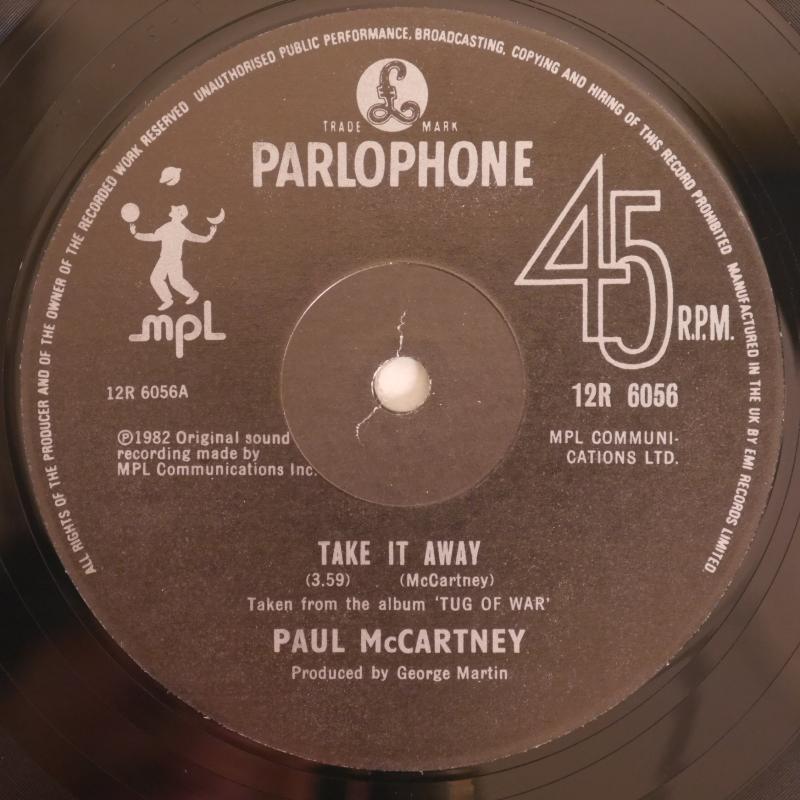 ALL RIGHTS OF THE PRODUCER AND OF THE OWNER OF THE RECORDED WORK RESERVED UNAUTHORISED PUBLIC PERFORMANCE, BROADCASTING, COPYING AND HIRING OF THIS RECORD PROHIBITED MANUFACTURED IN THE UK BY EMI RECORDS LIMITED
£
TRADE MARK
PARLOPHONE
mpL
45 R.P.M.
12R 6056A
12R 6056
℗1982 Original sound
recording made by
MPL Communications Inc.
MPL COMMUNI-
CATIONS LTD.
TAKE IT AWAY
(3.59) (McCartney)
Taken from the album ‘TUG OF WAR’
PAUL McCARTNEY
Produced by George Martin